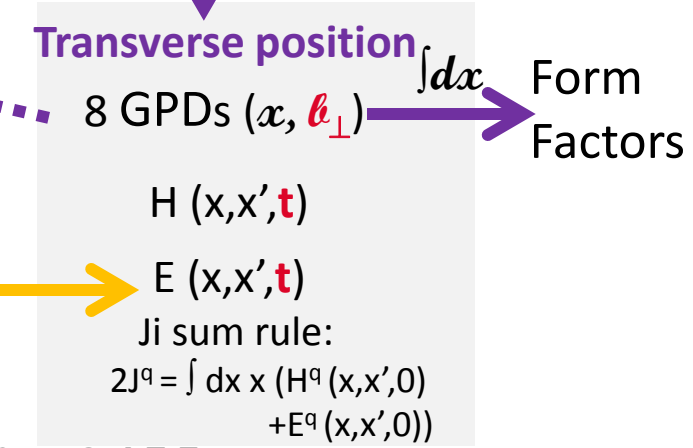 Transverse position
∫dx
8 GPDs (x, b⊥)
Form
Factors
H (x,x’,t)
E (x,x’,t)
Ji sum rule:
2Jq = ∫ dx x (Hq (x,x’,0)
+Eq (x,x’,0))